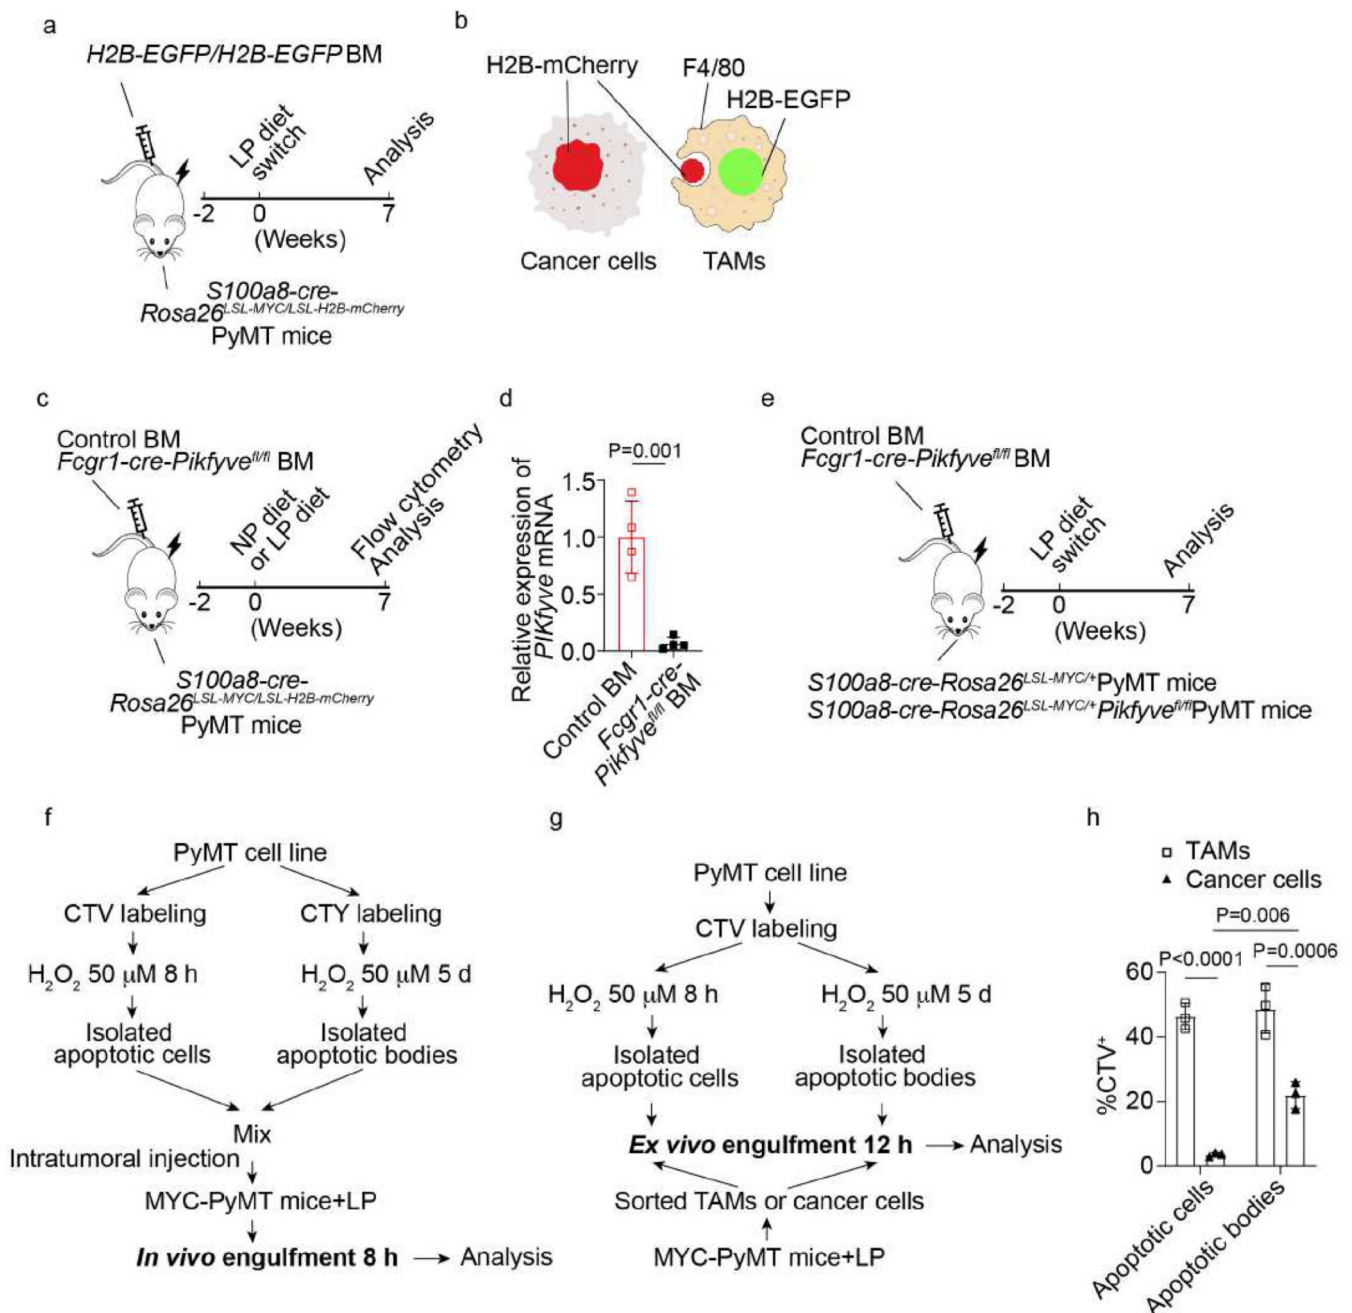 a
H2B-EGFP/H2B-EGFP BM
LP diet
switch
Analysis
-2 0 7
(Weeks)
S100a8-cre-
Rosa26LSL-MYC/LSL-H2B-mCherry
PyMT mice
b
H2B-mCherry
F4/80
H2B-EGFP
Cancer cells
TAMs
c
Control BM
Fcgr1-cre-Pikfyvefl/fl BM
NP diet
or LP diet
Flow cytometry
Analysis
-2 0 7
(Weeks)
S100a8-cre-
Rosa26LSL-MYC/LSL-H2B-mCherry
PyMT mice
d
P=0.001
Relative expression of
PIKfyve mRNA
1.5
1.0
0.5
0.0
Control BM
Fcgr1-cre-
Pikfyvefl/fl BM
e
Control BM
Fcgr1-cre-Pikfyvefl/fl BM
LP diet
switch
Analysis
-2 0 7
(Weeks)
S100a8-cre-Rosa26LSL-MYC/+PyMT mice
S100a8-cre-Rosa26LSL-MYC/+Pikfyvefl/flPyMT mice
f
PyMT cell line
CTV labeling
CTY labeling
H2O2 50 μM 8 h
H2O2 50 μM 5 d
Isolated
apoptotic cells
Isolated
apoptotic bodies
Mix
Intratumoral injection
MYC-PyMT mice+LP
In vivo engulfment 8 h
Analysis
g
PyMT cell line
CTV labeling
H2O2 50 μM 8 h
H2O2 50 μM 5 d
Isolated
apoptotic cells
Isolated
apoptotic bodies
Ex vivo engulfment 12 h
Analysis
Sorted TAMs or cancer cells
MYC-PyMT mice+LP
h
TAMs
Cancer cells
P=0.006
P<0.0001
P=0.0006
%CTV+
60
40
20
0
Apoptotic cells
Apoptotic bodies